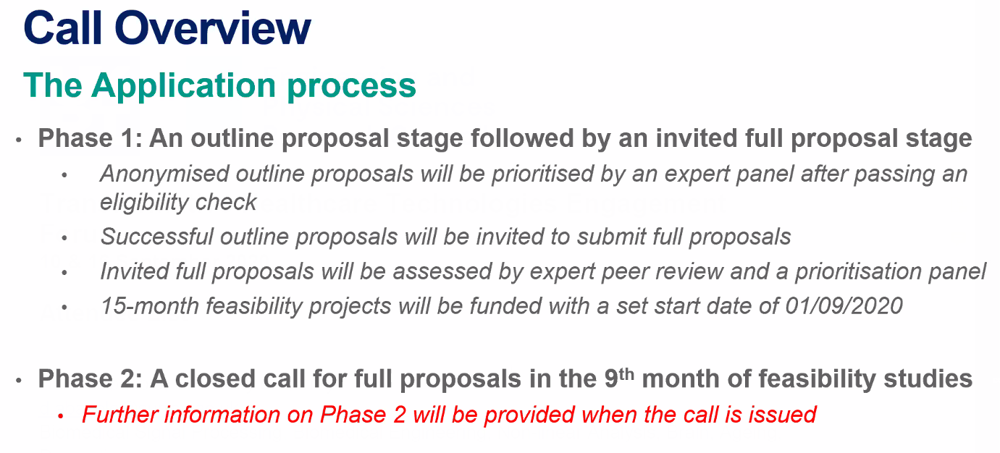 Call Overview
The Application process
• Phase 1: An outline proposal stage followed by an invited full proposal stage
• Anonymised outline proposals will be prioritised by an expert panel after passing an
eligibility check
• Successful outline proposals will be invited to submit full proposals
• Invited full proposals will be assessed by expert peer review and a prioritisation panel
• 15-month feasibility projects will be funded with a set start date of 01/09/2020
• Phase 2: A closed call for full proposals in the 9th month of feasibility studies
• Further information on Phase 2 will be provided when the call is issued